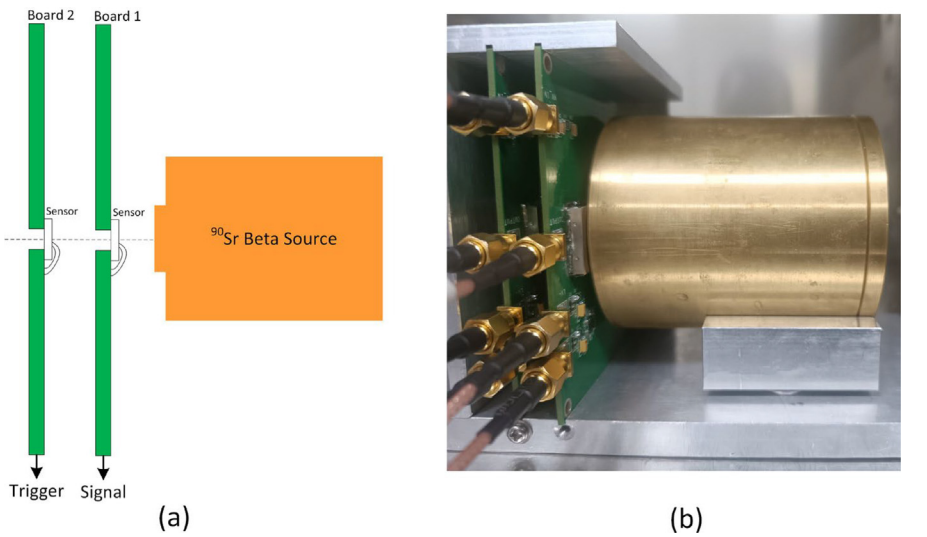 Board 2 Board 1
Sensor Sensor
⁹⁰Sr Beta Source
Trigger Signal
(a)
(b)